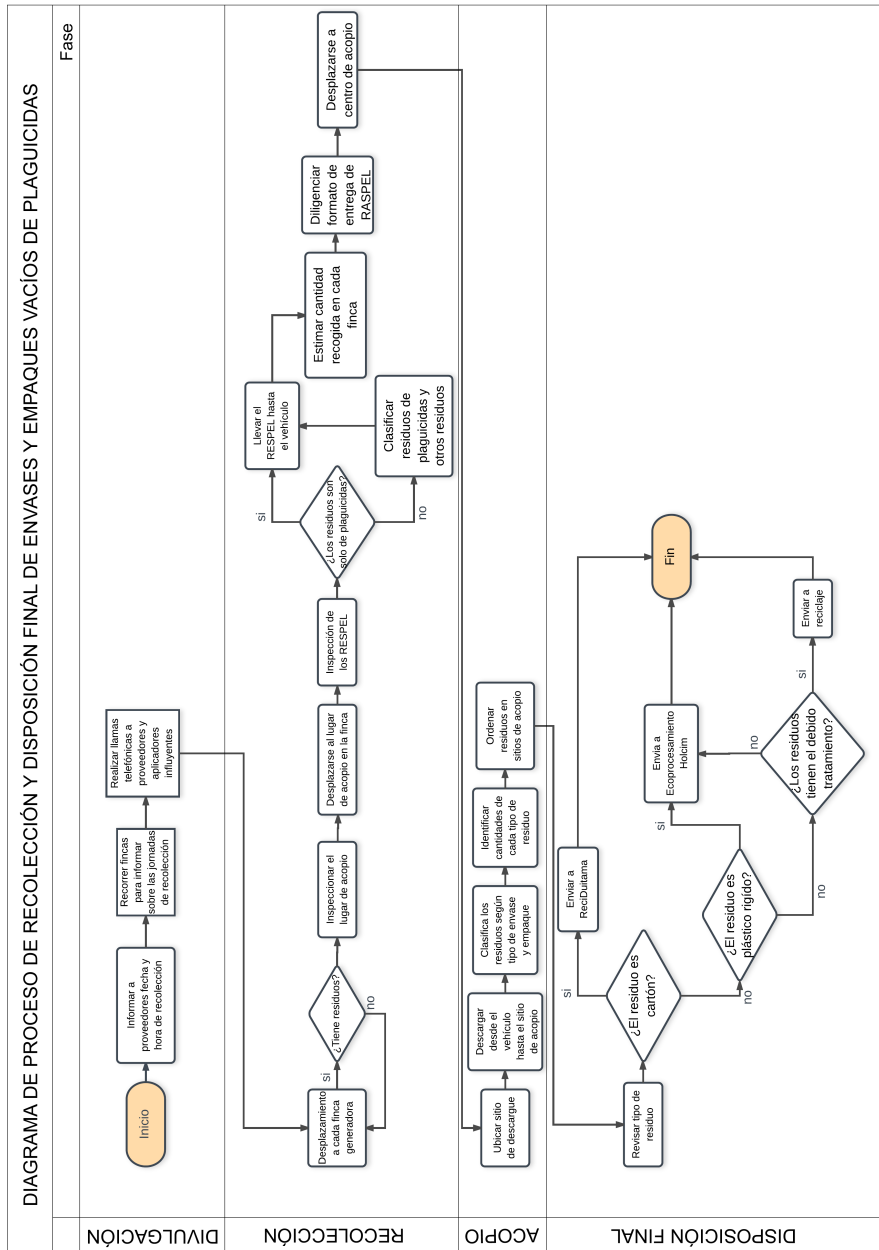 DIAGRAMA DE PROCESO DE RECOLECCIÓN Y DISPOSICIÓN FINAL DE ENVASES Y EMPAQUES VACÍOS DE PLAGUICIDAS
Fase
DIVULGACIÓN
Inicio
Informar a
proveedores fecha y
hora de recolección
Recorrer fincas
para informar
sobre las jornadas
de recolección
Realizar llamas
telefónicas a
proveedores y
aplicadores
influyentes
RECOLECCIÓN
Desplazamiento
a cada finca
generadora
si
¿Tiene residuos?
no
Inspeccionar el
lugar de acopio
Desplazarse al lugar
de acopio en la finca
Inspección de
los RESPEL
¿Los residuos son
solo de plaguicidas?
si
no
Llevar el
RESPEL hasta
el vehículo
Clasificar
residuos de
plaguicidas y
otros residuos
Estimar cantidad
recogida en cada
finca
Diligenciar
formato de
entrega de
RASPEL
Desplazarse a
centro de acopio
ACOPIO
Ubicar sitio
de descargue
Descargar
desde el
vehículo
hasta el sitio
de acopio
Clasifica los
residuos según
tipo de envase
y empaque
Identificar
cantidades de
cada tipo de
residuo
Ordenar
residuos en
sitios de acopio
DISPOSICIÓN FINAL
Revisar tipo de
residuo
¿El residuo es
cartón?
si
no
Enviar a
ReciDuitama
¿El residuo es
plástico rigído?
si
no
Envia a
Ecoprocesamiento
Holcim
¿Los residuos
tienen el debido
tratamiento?
no
si
Enviar a
reciclaje
Fin